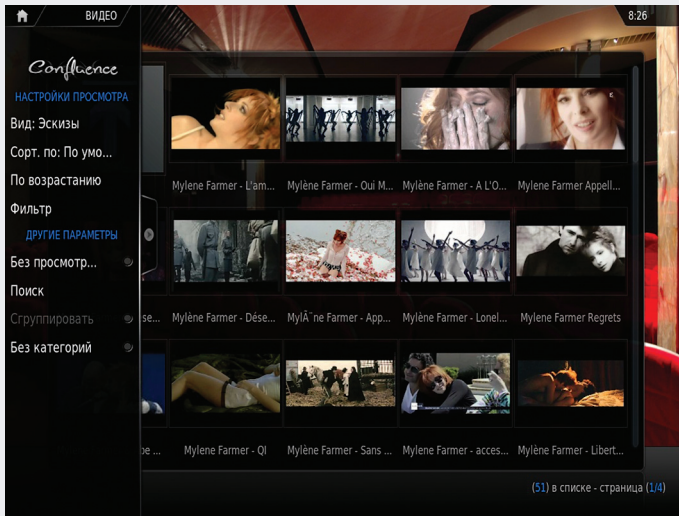 ВИДЕО
8:26
Confluence
НАСТРОЙКИ ПРОСМОТРА
Вид: Эскизы
Сорт. по: По умо...
По возрастанию
Фильтр
ДРУГИЕ ПАРАМЕТРЫ
Без просмотр...
Поиск
Сгруппировать
Без категорий
Mylene Farmer - L'am...
Mylène Farmer - Oui M...
Mylène Farmer - A L'O...
Mylene Farmer Appell...
se...
Mylène Farmer - Dése...
MylÃ¨ne Farmer - App...
Mylène Farmer - Lonel...
Mylene Farmer Regrets
pe ...
Mylene Farmer - QI
Mylène Farmer - Sans ...
Mylene Farmer - acces...
Mylène Farmer - Libert...
(51) в списке - страница (1/4)